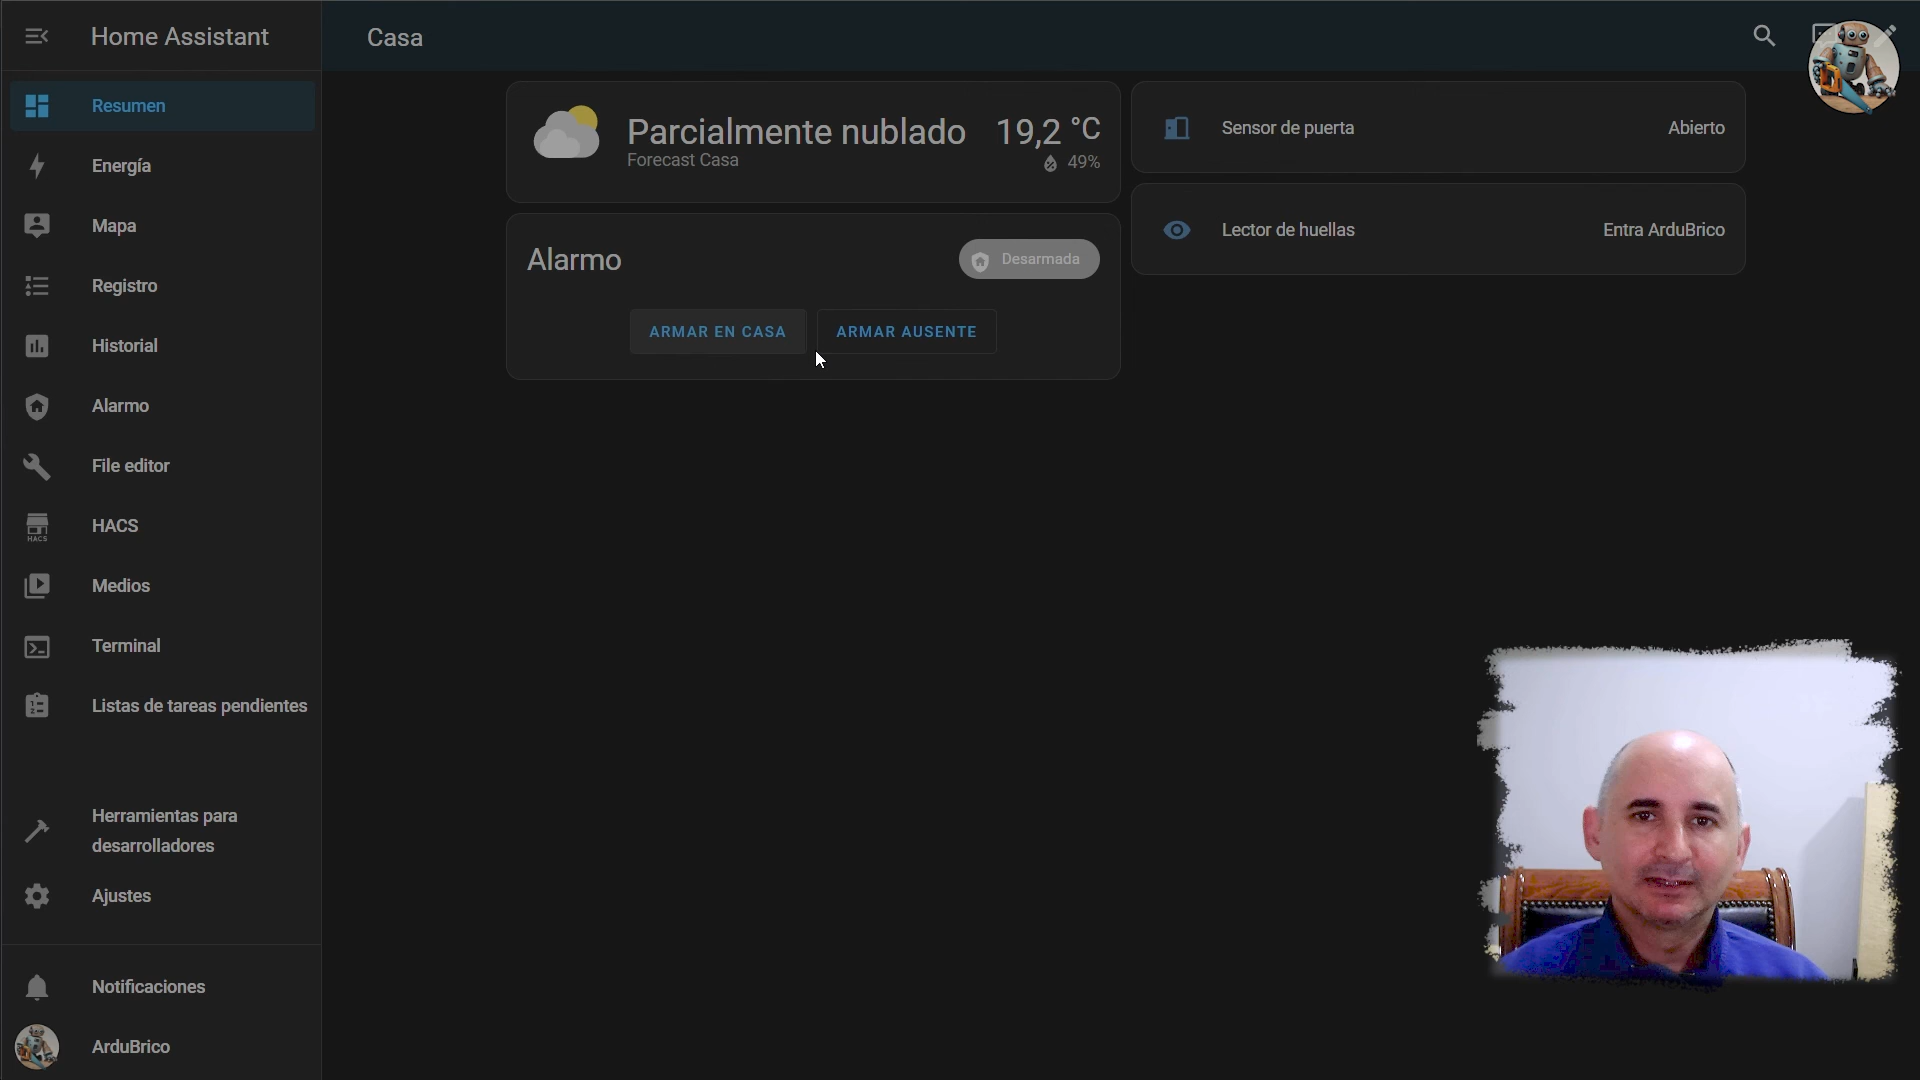 Home Assistant
Casa
Resumen
Energía
Mapa
Registro
Historial
Alarmo
File editor
HACS
HACS
Medios
Terminal
Listas de tareas pendientes
Herramientas para
desarrolladores
Ajustes
Notificaciones
ArduBrico
Parcialmente nublado
19,2 °C
Forecast Casa
49%
Alarmo
Desarmada
ARMAR EN CASA
ARMAR AUSENTE
Sensor de puerta
Abierto
Lector de huellas
Entra ArduBrico